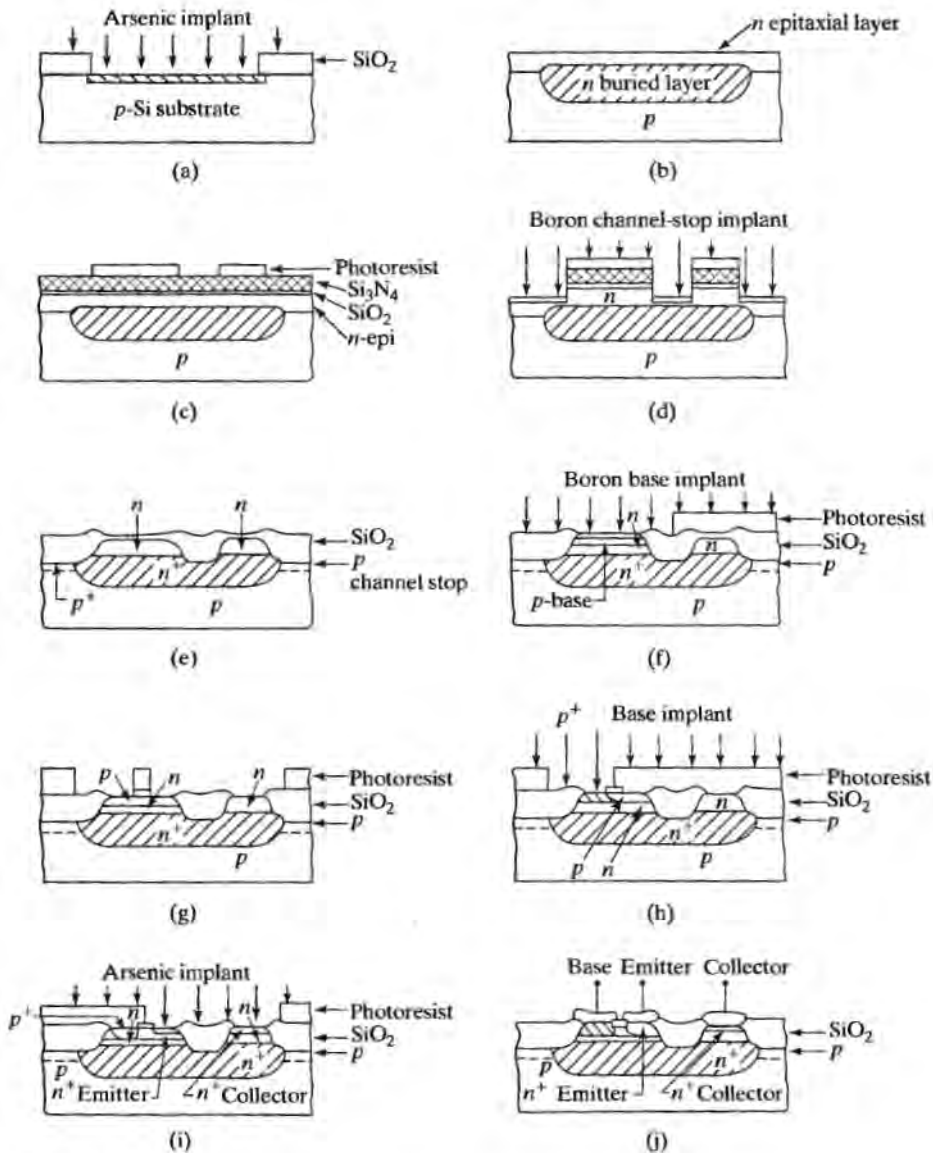 Arsenic implant
SiO2
p-Si substrate
(a)
n epitaxial layer
n buried layer
p
(b)
Photoresist
Si3N4
SiO2
n-epi
p
(c)
Boron channel-stop implant
n
p
(d)
n n
SiO2
p
channel stop
n+
p+ p
(e)
Boron base implant
n
Photoresist
SiO2
n
p
n+
p-base p
(f)
p n n
Photoresist
SiO2
p
n+
p
(g)
p+ Base implant
Photoresist
SiO2
n
p
n+
p n p
(h)
Arsenic implant
n n
Photoresist
p+
SiO2
p
p n+
n+ Emitter n+ Collector
(i)
Base Emitter Collector
SiO2
p
p n
n+ Emitter n+ Collector
(j)